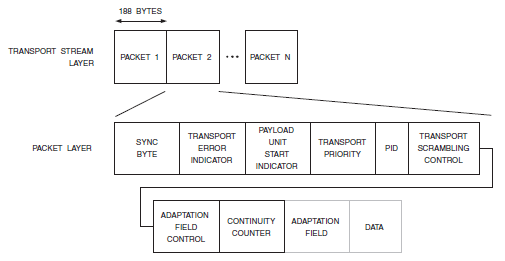 188 BYTES
TRANSPORT STREAM
LAYER
PACKET 1
PACKET 2
•••
PACKET N
PACKET LAYER
SYNC
BYTE
TRANSPORT
ERROR
INDICATOR
PAYLOAD
UNIT
START
INDICATOR
TRANSPORT
PRIORITY
PID
TRANSPORT
SCRAMBLING
CONTROL
ADAPTATION
FIELD
CONTROL
CONTINUITY
COUNTER
ADAPTATION
FIELD
DATA